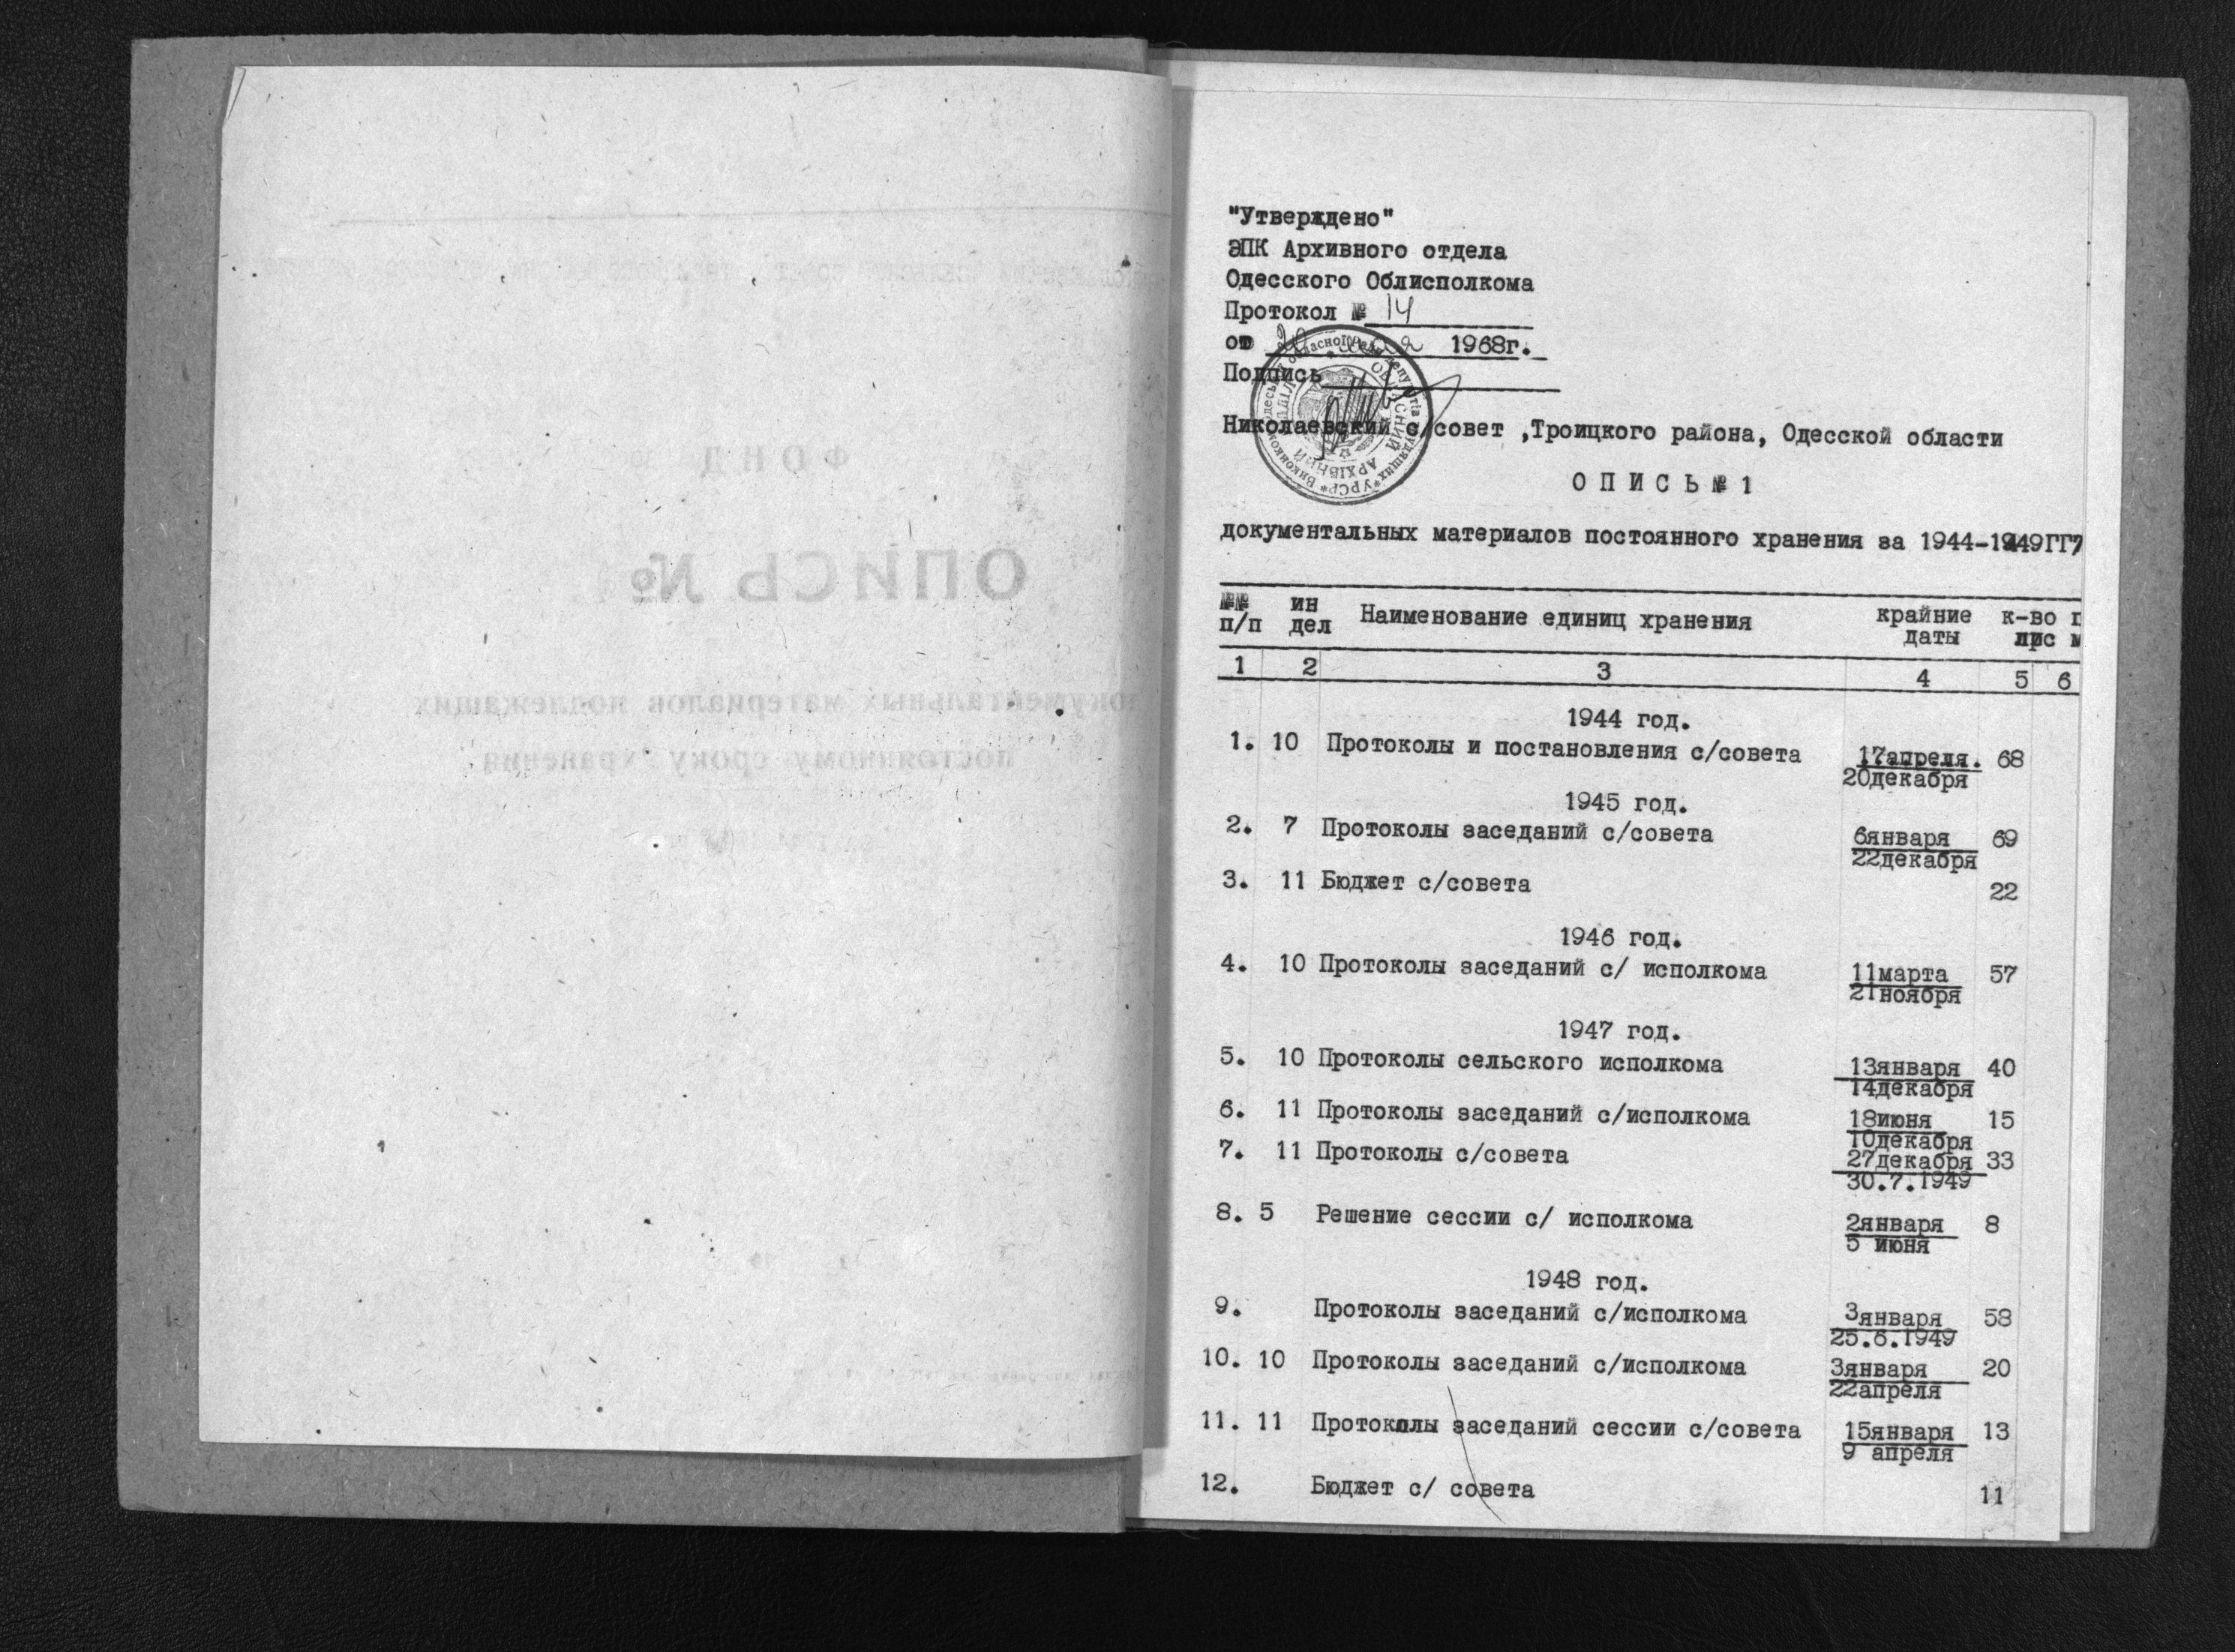 "Утверждено"
ЭПК Архивного отдела
Одесского Облисполкома
Протокол № 14
от 1968г.
Подпись
Николаевский с/совет ,Троицкого района, Одесской области
О П И С Ь № 1
документальных материалов постоянного хранения за 1944-1949ГГ
№№ п/п ин дел Наименование единиц хранения крайние даты к-во лис
1 2 3 4 5 6
1944 год.
1. 10 Протоколы и постановления с/совета 17апреля. 68
20декабря
1945 год.
2. 7 Протоколы заседаний с/совета 6января 69
22декабря
3. 11 Бюджет с/совета 22
1946 год.
4. 10 Протоколы заседаний с/ исполкома 11марта 57
21ноября
1947 год.
5. 10 Протоколы сельского исполкома 13января 40
14декабря
6. 11 Протоколы заседаний с/исполкома 18июня 15
10декабря
7. 11 Протоколы с/совета 27декабря 33
30.7.1949
8. 5 Решение сессии с/ исполкома 2января 8
5 июня
1948 год.
9. Протоколы заседаний с/исполкома 3января 58
25.6.1949
10. 10 Протоколы заседаний с/исполкома 3января 20
22апреля
11. 11 Протоколлы заседаний сессии с/совета 15января 13
9 апреля
12. Бюджет с/ совета 11